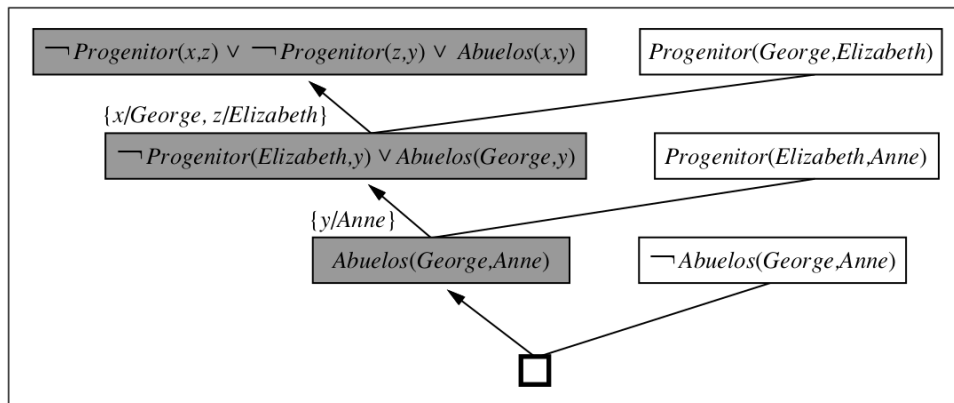 ¬Progenitor(x,z) ∨ ¬Progenitor(z,y) ∨ Abuelos(x,y)
Progenitor(George,Elizabeth)
{x/George, z/Elizabeth}
¬Progenitor(Elizabeth,y) ∨ Abuelos(George,y)
Progenitor(Elizabeth,Anne)
{y/Anne}
Abuelos(George,Anne)
¬Abuelos(George,Anne)